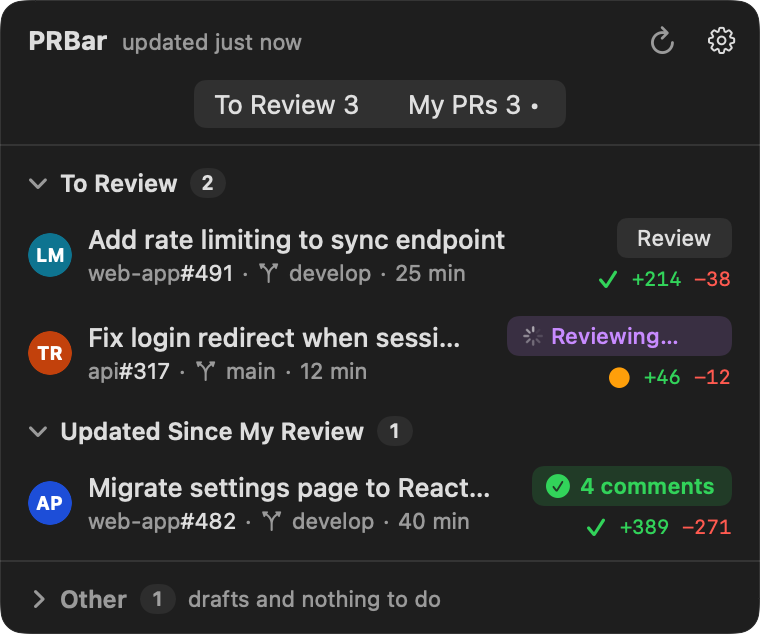 PRBar updated just now
To Review 3 My PRs 3 •
To Review 2
LM Add rate limiting to sync endpoint Review
web-app#491 · develop · 25 min +214 −38
TR Fix login redirect when sessi... Reviewing...
api#317 · main · 12 min +46 −12
Updated Since My Review 1
AP Migrate settings page to React... 4 comments
web-app#482 · develop · 40 min +389 −271
Other 1 drafts and nothing to do